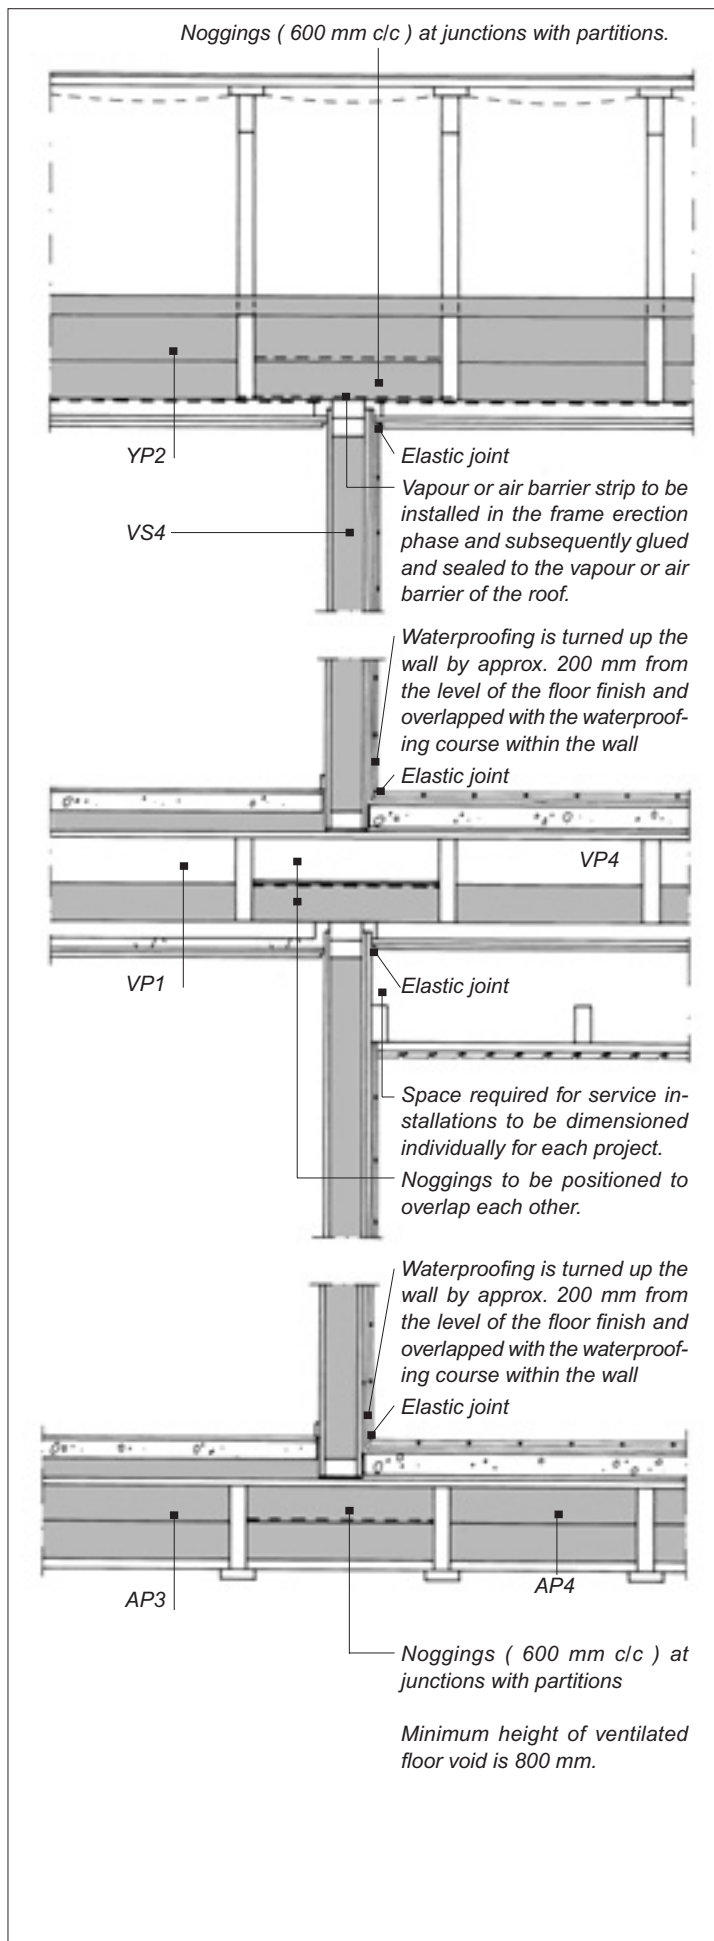 Noggings ( 600 mm c/c ) at junctions with partitions.
YP2
Elastic joint
Vapour or air barrier strip to be
installed in the frame erection
phase and subsequently glued
and sealed to the vapour or air
barrier of the roof.
VS4
Waterproofing is turned up the
wall by approx. 200 mm from
the level of the floor finish and
overlapped with the waterproof-
ing course within the wall
Elastic joint
VP4
VP1
Elastic joint
Space required for service in-
stallations to be dimensioned
individually for each project.
Noggings to be positioned to
overlap each other.
Waterproofing is turned up the
wall by approx. 200 mm from
the level of the floor finish and
overlapped with the waterproof-
ing course within the wall
Elastic joint
AP3
AP4
Noggings ( 600 mm c/c ) at
junctions with partitions
Minimum height of ventilated
floor void is 800 mm.